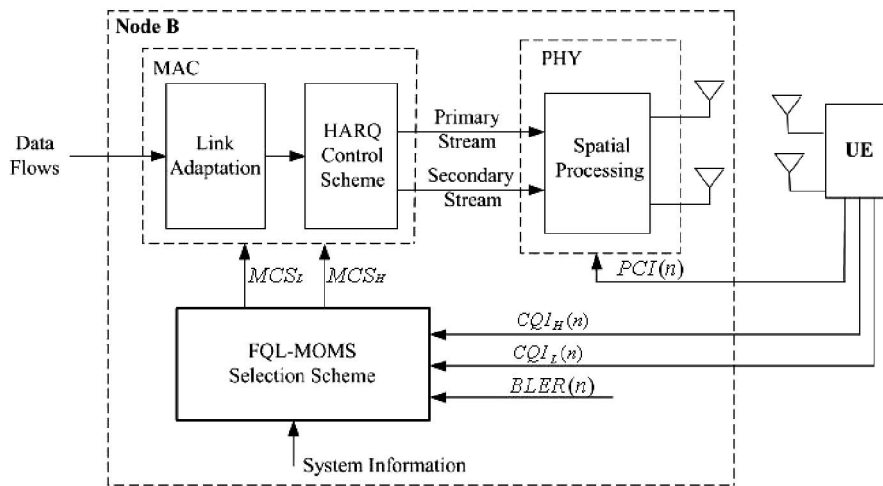 Node B
MAC
PHY
Data
Flows
Link
Adaptation
HARQ
Control
Scheme
Primary
Stream
Secondary
Stream
Spatial
Processing
UE
MCS_L
MCS_H
PCI(n)
FQL-MOMS
Selection Scheme
CQI_H(n)
CQI_L(n)
BLER(n)
System Information